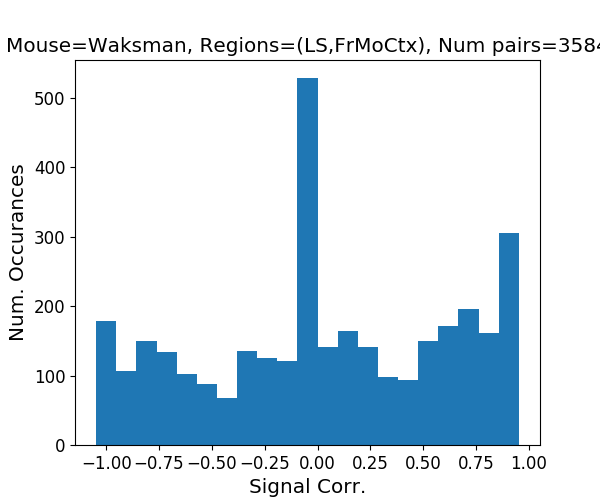 Mouse=Waksman, Regions=(LS,FrMoCtx), Num pairs=3584
Num. Occurances
500
400
300
200
100
0
−1.00 −0.75 −0.50 −0.25 0.00 0.25 0.50 0.75 1.00
Signal Corr.